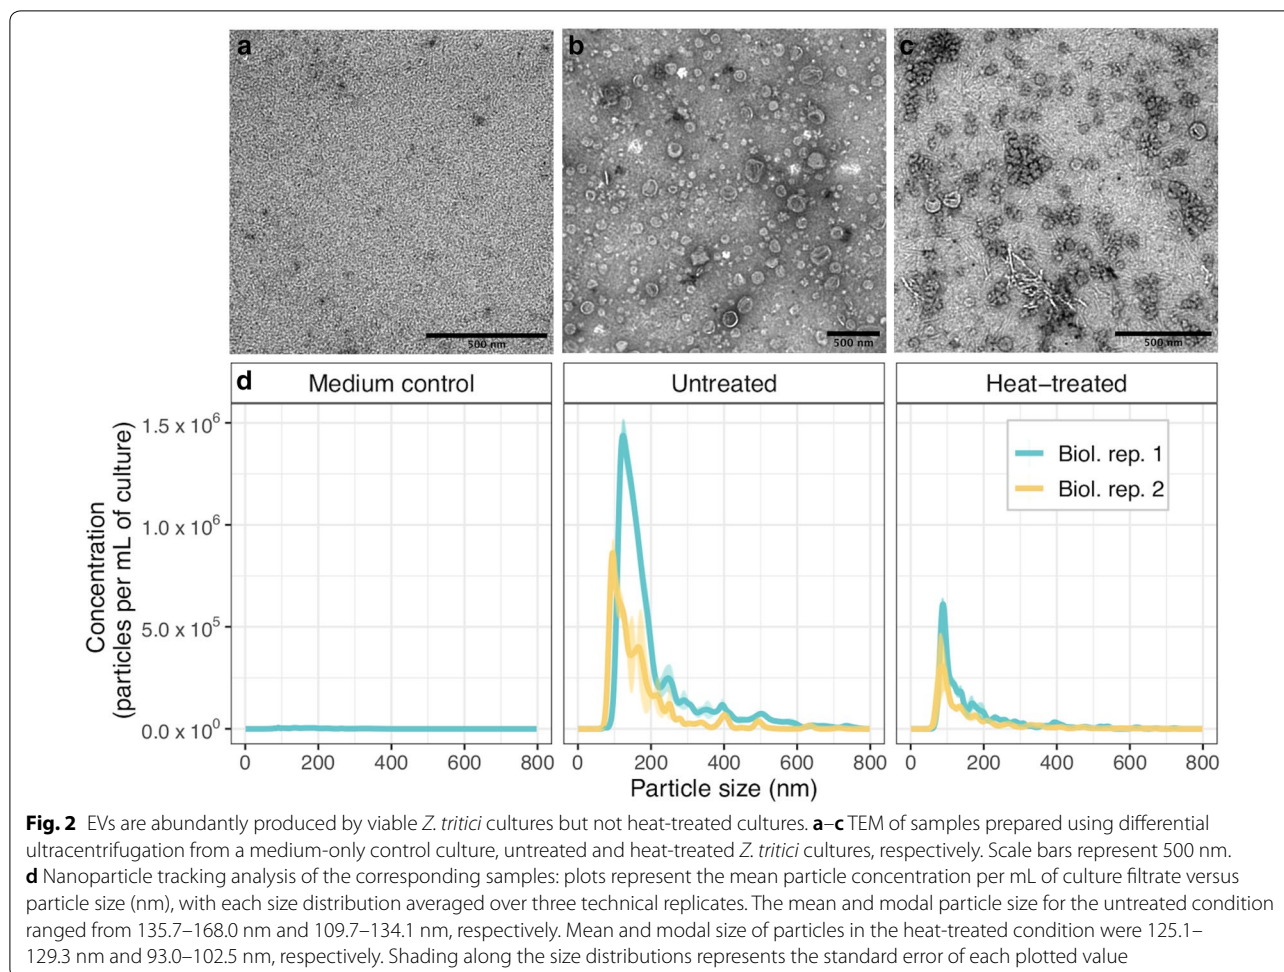 a
b
c
500 nm
500 nm
500 nm
d
Medium control
Untreated
Heat–treated
Concentration
(particles per mL of culture)
1.5 x 10⁶
1.0 x 10⁶
5.0 x 10⁵
0.0 x 10⁰
Biol. rep. 1
Biol. rep. 2
0 200 400 600 800
0 200 400 600 800
0 200 400 600 800
Particle size (nm)
Fig. 2 EVs are abundantly produced by viable Z. tritici cultures but not heat-treated cultures. a–c TEM of samples prepared using differential
ultracentrifugation from a medium-only control culture, untreated and heat-treated Z. tritici cultures, respectively. Scale bars represent 500 nm.
d Nanoparticle tracking analysis of the corresponding samples: plots represent the mean particle concentration per mL of culture filtrate versus
particle size (nm), with each size distribution averaged over three technical replicates. The mean and modal particle size for the untreated condition
ranged from 135.7–168.0 nm and 109.7–134.1 nm, respectively. Mean and modal size of particles in the heat-treated condition were 125.1–
129.3 nm and 93.0–102.5 nm, respectively. Shading along the size distributions represents the standard error of each plotted value